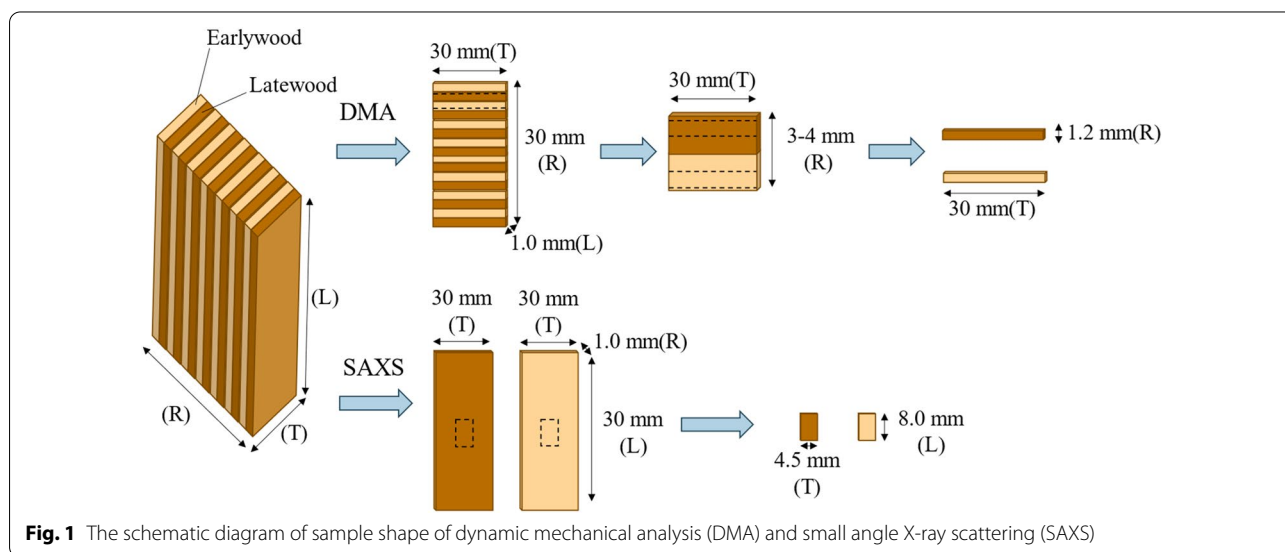 Earlywood
Latewood
DMA
30 mm(T)
30 mm
(R)
1.0 mm(L)
30 mm(T)
3-4 mm
(R)
1.2 mm(R)
30 mm(T)
(L)
(R)
(T)
SAXS
30 mm
(T)
30 mm
(T)
1.0 mm(R)
30 mm
(L)
4.5 mm
(T)
8.0 mm
(L)
Fig. 1 The schematic diagram of sample shape of dynamic mechanical analysis (DMA) and small angle X-ray scattering (SAXS)